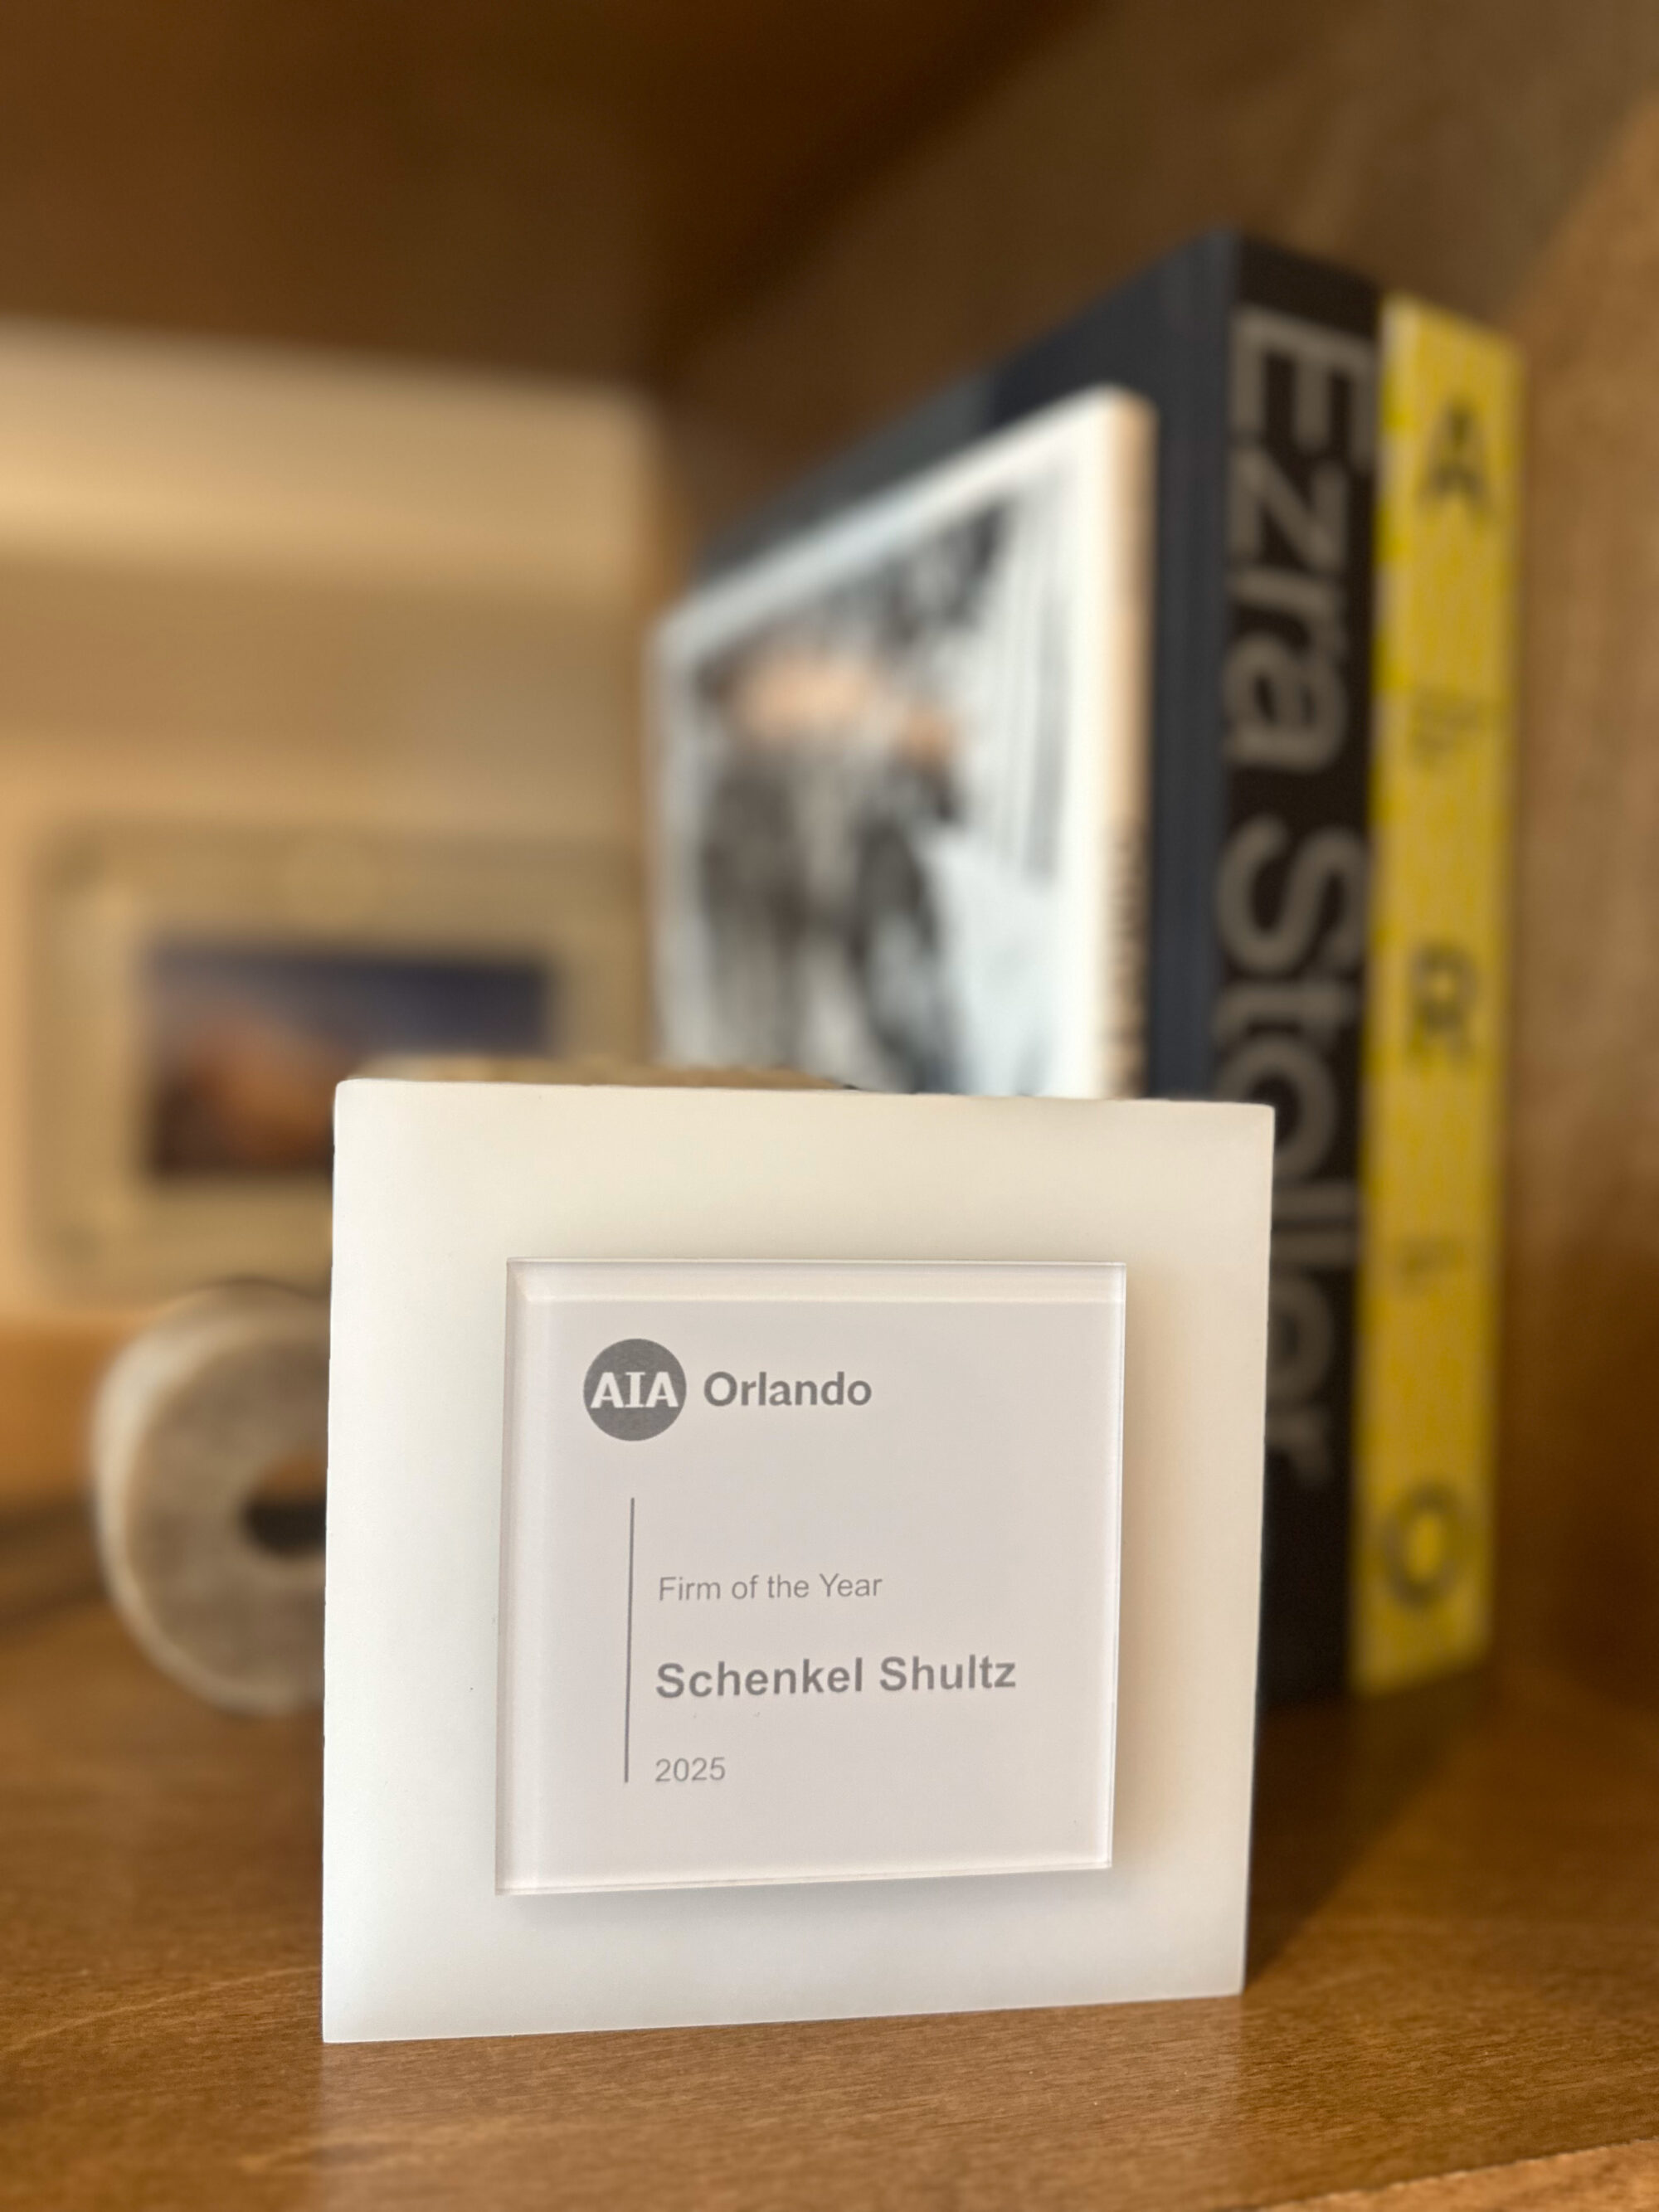 AIA Orlando
Firm of the Year
Schenkel Shultz
2025
Ezra Stoller
A
R
O